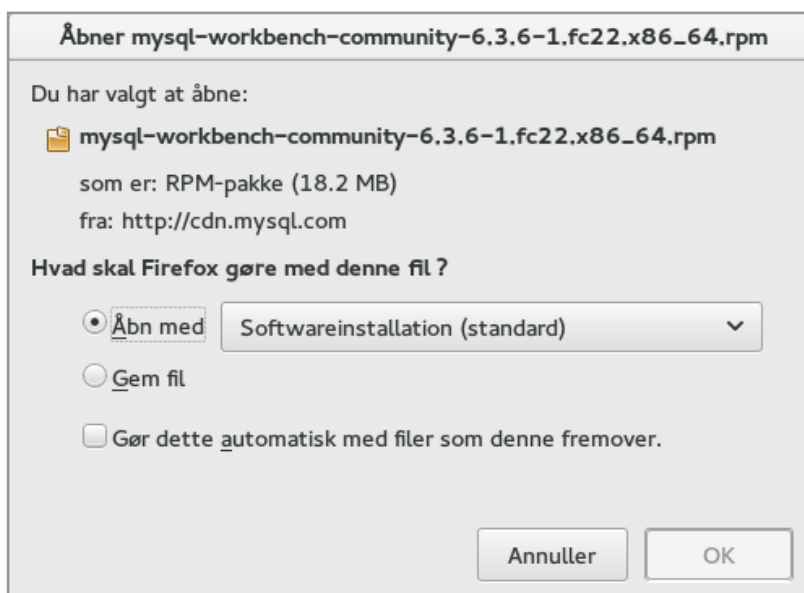 Åbner mysql-workbench-community-6.3.6-1.fc22.x86_64.rpm
Du har valgt at åbne:
mysql-workbench-community-6.3.6-1.fc22.x86_64.rpm
som er: RPM-pakke (18.2 MB)
fra: http://cdn.mysql.com
Hvad skal Firefox gøre med denne fil ?
Åbn med Softwareinstallation (standard)
Gem fil
Gør dette automatisk med filer som denne fremover.
Annuller OK